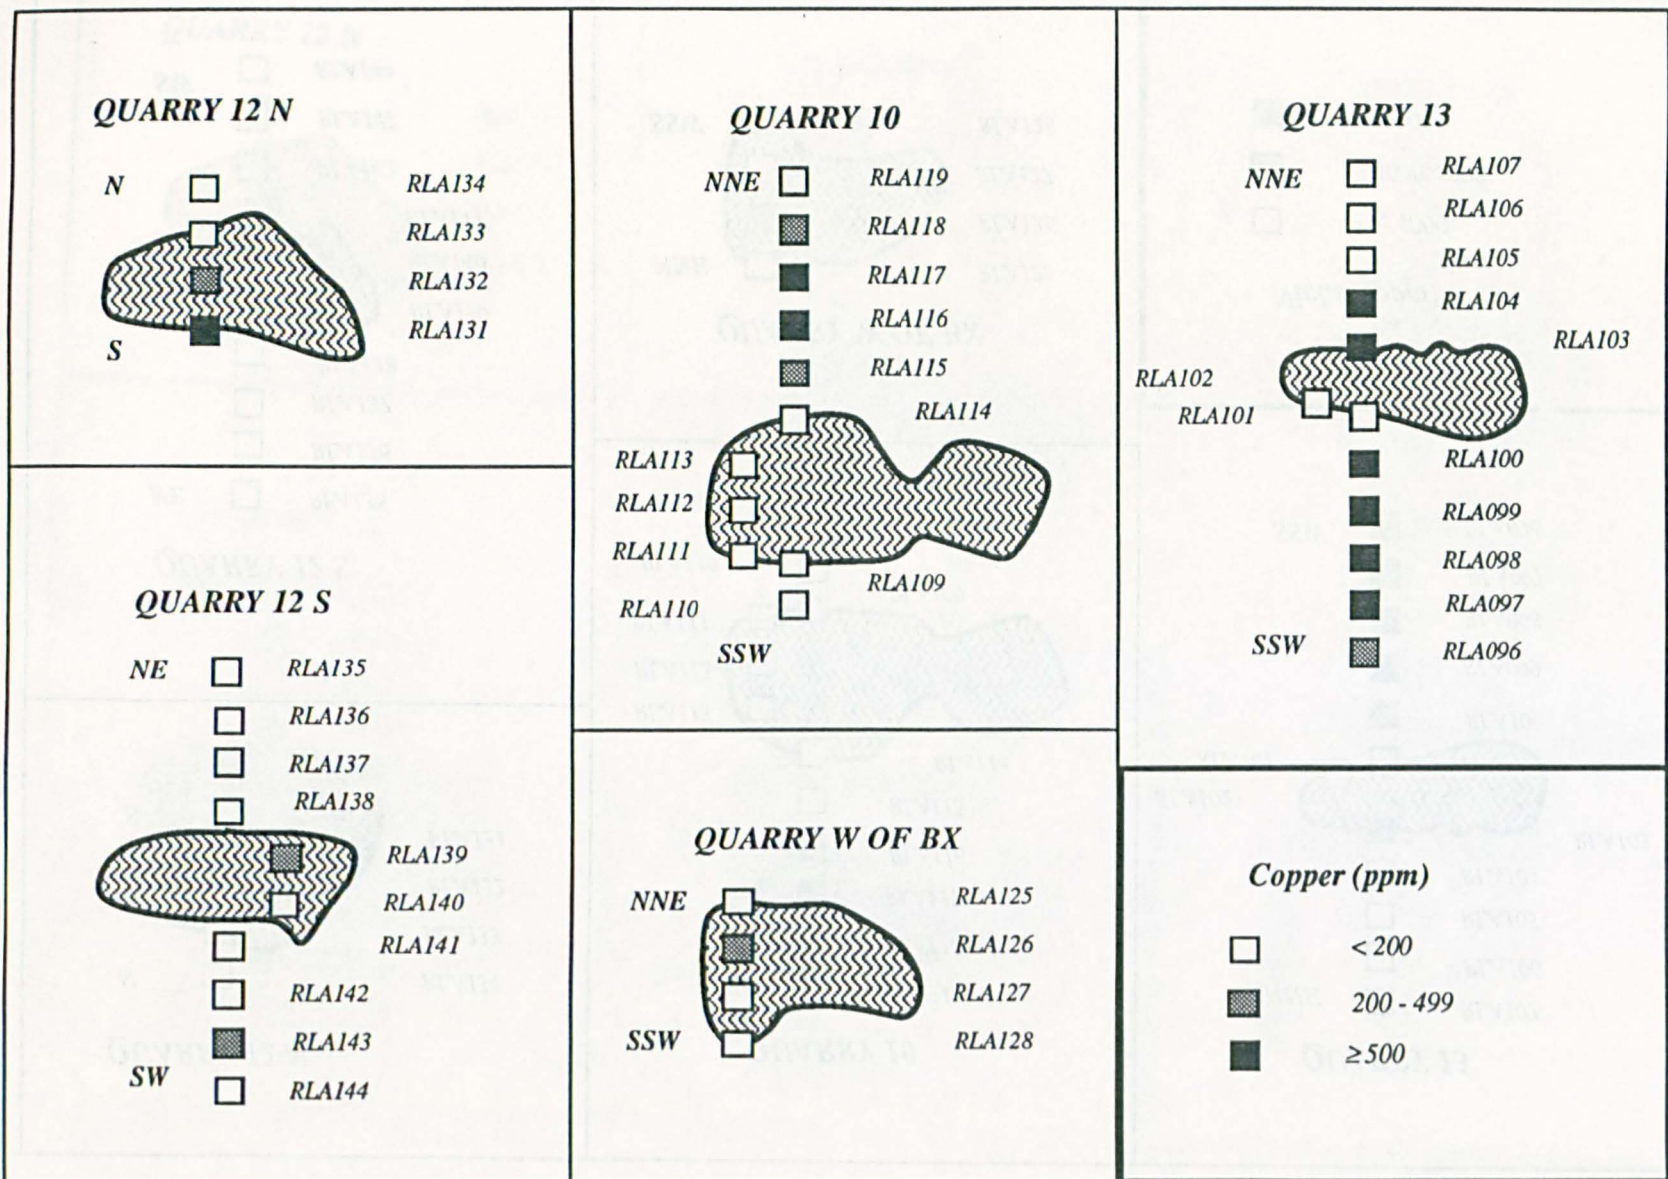 QUARRY 12 N
N
RLA134
RLA133
RLA132
RLA131
S
QUARRY 12 S
NE
RLA135
RLA136
RLA137
RLA138
RLA139
RLA140
RLA141
RLA142
RLA143
SW
RLA144
QUARRY 10
NNE
RLA119
RLA118
RLA117
RLA116
RLA115
RLA114
RLA113
RLA112
RLA111
RLA109
RLA110
SSW
QUARRY W OF BX
NNE
RLA125
RLA126
RLA127
SSW
RLA128
QUARRY 13
NNE
RLA107
RLA106
RLA105
RLA104
RLA103
RLA102
RLA101
RLA100
RLA099
RLA098
RLA097
SSW
RLA096
Copper (ppm)
<200
200 - 499
≥500